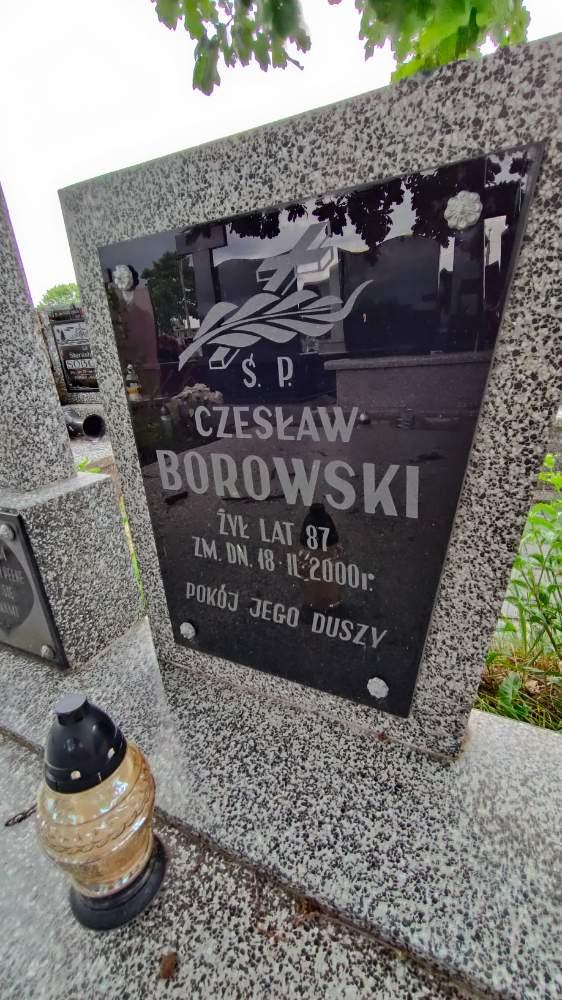 Ś. P.
CZESŁAW
BOROWSKI
ŻYŁ LAT 87
ZM. DN. 18. II. 2000r.
POKÓJ JEGO DUSZY